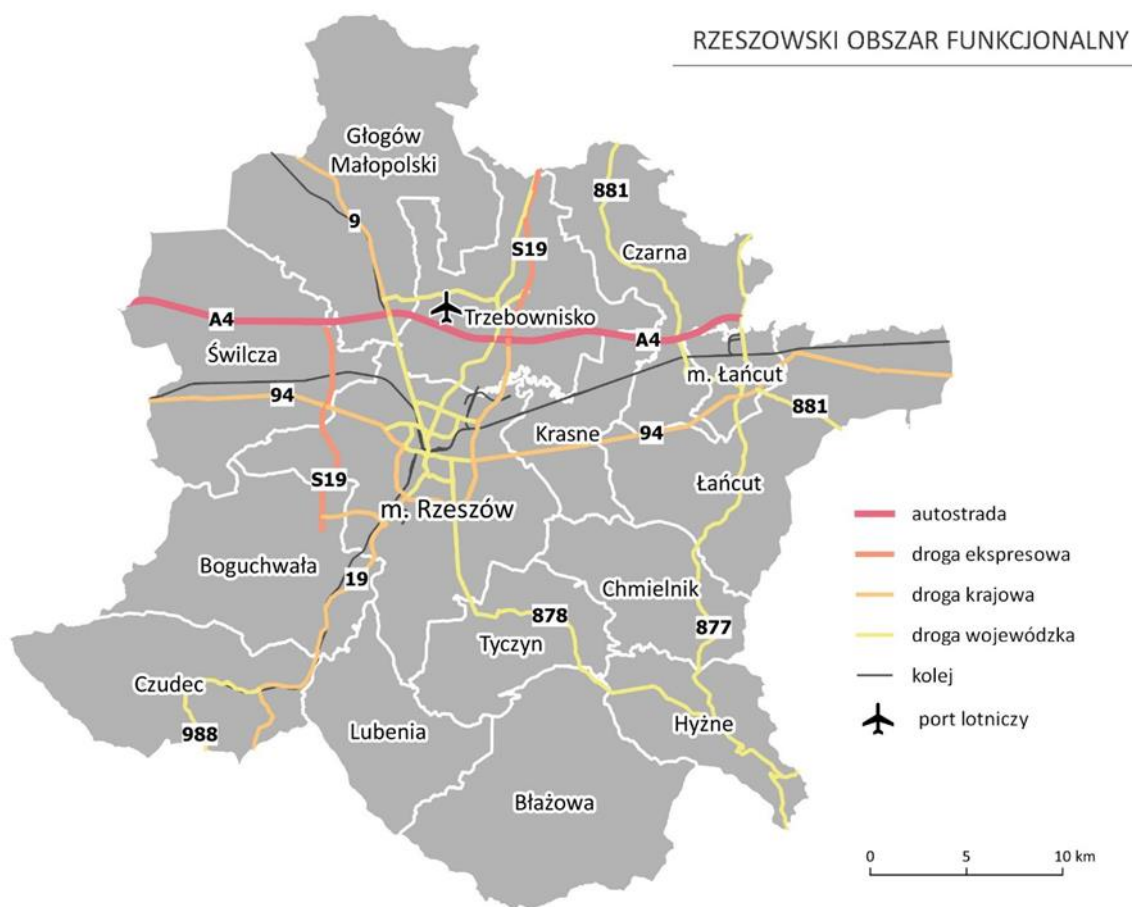 RZESZOWSKI OBSZAR FUNKCJONALNY
Głogów
Małopolski
881
9
S19
Czarna
Trzebownisko
A4
A4
Świlcza
m. Łańcut
94
881
Krasne
94
S19
Łańcut
m. Rzeszów
autostrada
droga ekspresowa
droga krajowa
droga wojewódzka
kolej
port lotniczy
Boguchwała
19
Chmielnik
878
877
Tyczyn
Czudec
988
Lubenia
Hyżne
Błażowa
0 5 10 km